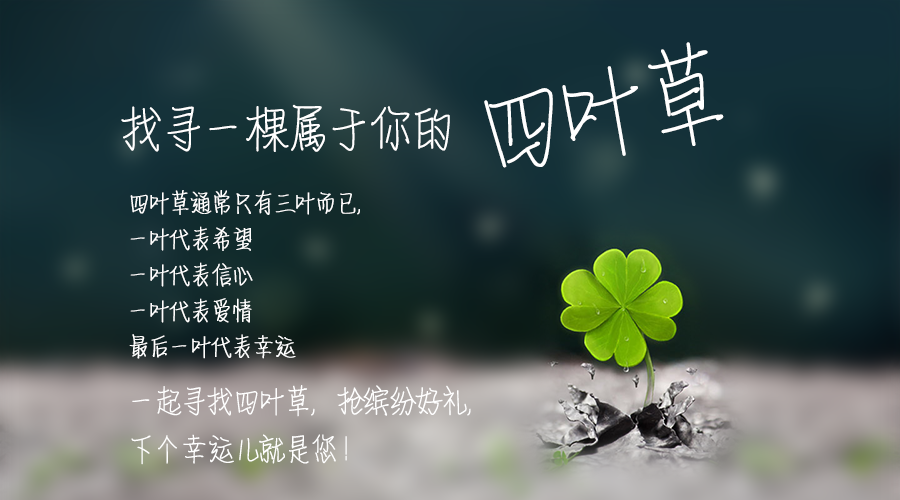 找寻一棵属于你的 四叶草
四叶草通常只有三叶而已,
一叶代表希望
一叶代表信心
一叶代表爱情
最后一叶代表幸运
一起寻找四叶草, 抢缤纷好礼,
下个幸运儿就是您!